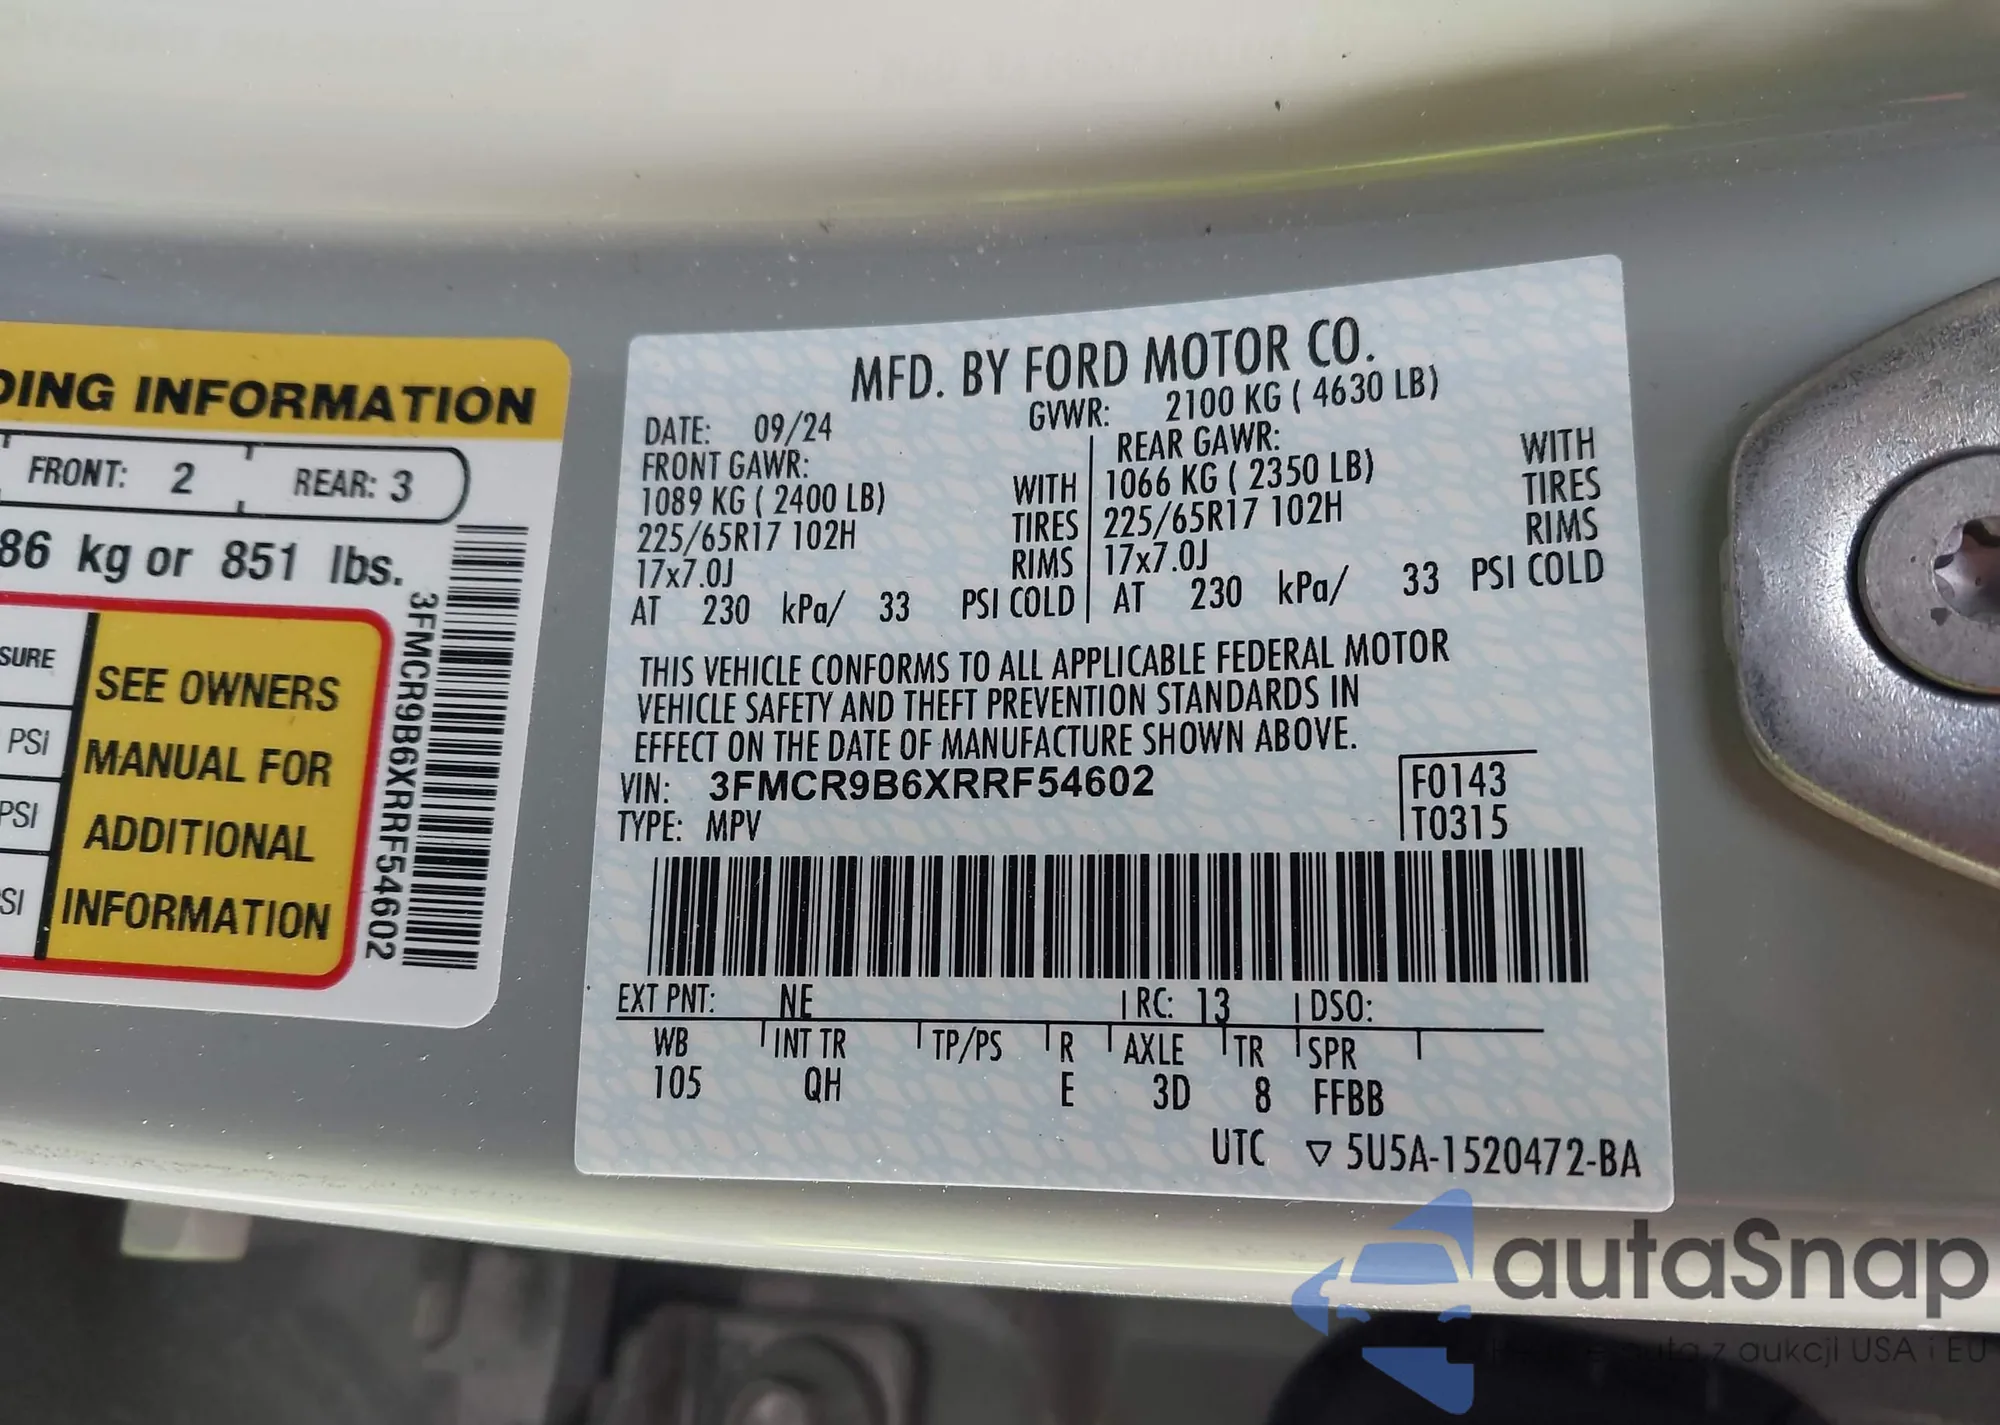 DING INFORMATION
FRONT: 2 REAR: 3
86 kg or 851 lbs.
SURE
PSI
PSI
SI
SEE OWNERS
MANUAL FOR
ADDITIONAL
INFORMATION
3FMCR9B6XRRF54602
MFD. BY FORD MOTOR CO.
DATE: 09/24 GVWR: 2100 KG ( 4630 LB)
FRONT GAWR: REAR GAWR: WITH
1089 KG ( 2400 LB) WITH 1066 KG ( 2350 LB) TIRES
225/65R17 102H TIRES 225/65R17 102H RIMS
17x7.0J RIMS 17x7.0J
AT 230 kPa/ 33 PSI COLD AT 230 kPa/ 33 PSI COLD
THIS VEHICLE CONFORMS TO ALL APPLICABLE FEDERAL MOTOR
VEHICLE SAFETY AND THEFT PREVENTION STANDARDS IN
EFFECT ON THE DATE OF MANUFACTURE SHOWN ABOVE.
VIN: 3FMCR9B6XRRF54602 F0143
TYPE: MPV T0315
EXT PNT: NE RC: 13 DSO:
WB INT TR TP/PS R AXLE TR SPR
105 QH E 3D 8 FFBB
UTC ▽ 5U5A-1520472-BA
autaSnap
z aukcji USA i EU